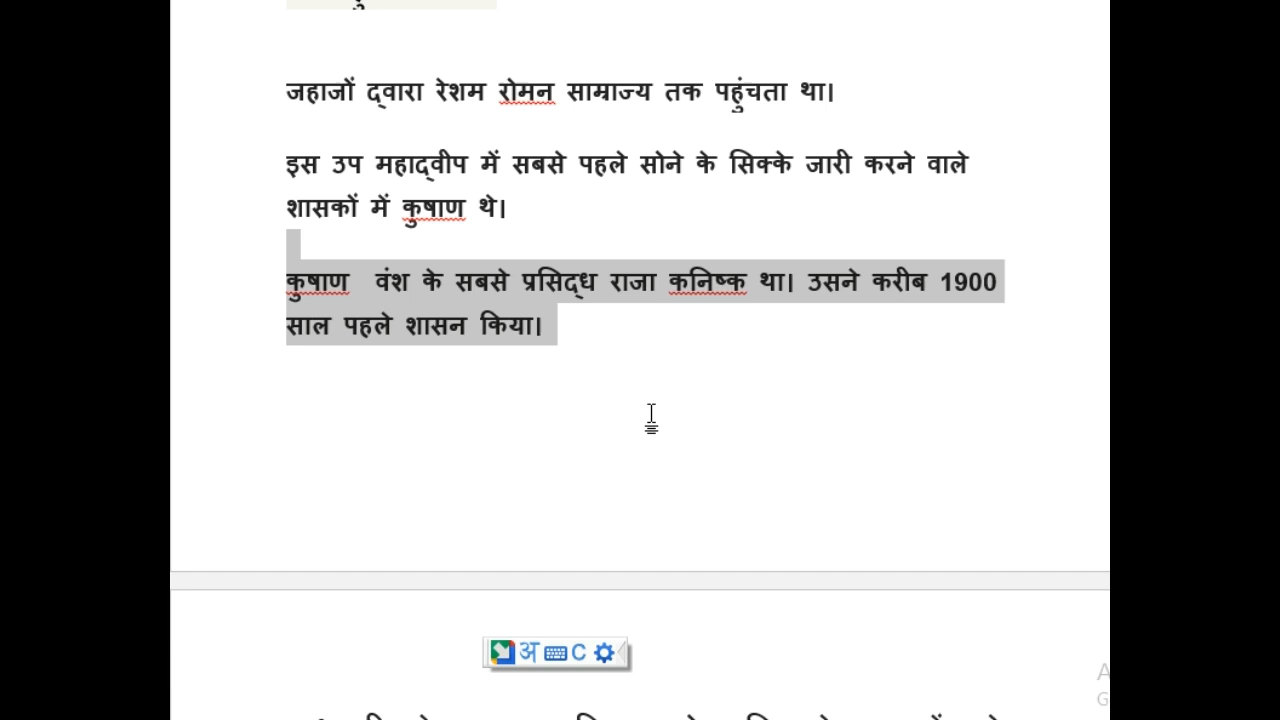 जहाजों द्वारा रेशम रोमन साम्राज्य तक पहुंचता था।
इस उप महाद्वीप में सबसे पहले सोने के सिक्के जारी करने वाले
शासकों में कुषाण थे।
कुषाण वंश के सबसे प्रसिद्ध राजा कनिष्क था। उसने करीब 1900
साल पहले शासन किया।
अ C
A
G